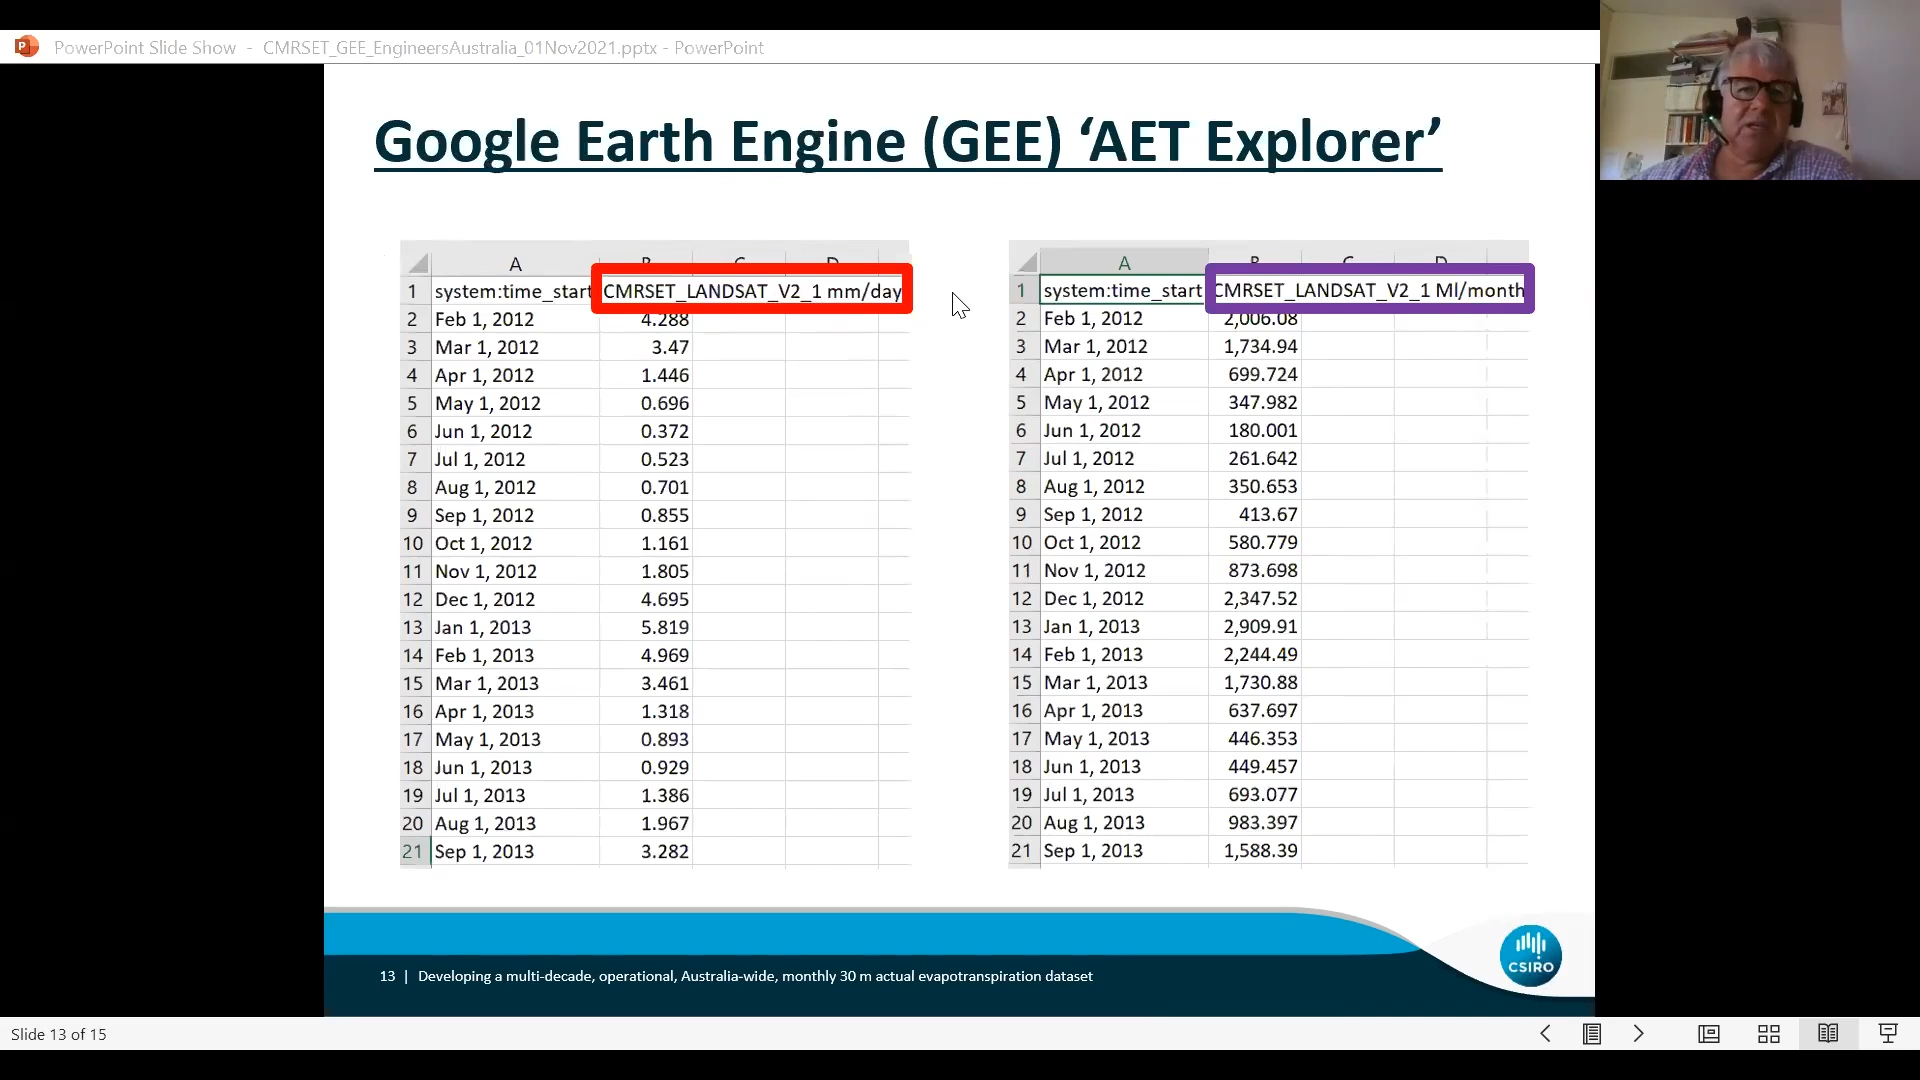 PowerPoint Slide Show - CMRSET_GEE_EngineersAustralia_01Nov2021.pptx - PowerPoint
Google Earth Engine (GEE) ‘AET Explorer’
A
1 system:time_start CMRSET_LANDSAT_V2_1 mm/day
2 Feb 1, 2012 4.288
3 Mar 1, 2012 3.47
4 Apr 1, 2012 1.446
5 May 1, 2012 0.696
6 Jun 1, 2012 0.372
7 Jul 1, 2012 0.523
8 Aug 1, 2012 0.701
9 Sep 1, 2012 0.855
10 Oct 1, 2012 1.161
11 Nov 1, 2012 1.805
12 Dec 1, 2012 4.695
13 Jan 1, 2013 5.819
14 Feb 1, 2013 4.969
15 Mar 1, 2013 3.461
16 Apr 1, 2013 1.318
17 May 1, 2013 0.893
18 Jun 1, 2013 0.929
19 Jul 1, 2013 1.386
20 Aug 1, 2013 1.967
21 Sep 1, 2013 3.282
A
1 system:time_start CMRSET_LANDSAT_V2_1 Ml/month
2 Feb 1, 2012 2,006.08
3 Mar 1, 2012 1,734.94
4 Apr 1, 2012 699.724
5 May 1, 2012 347.982
6 Jun 1, 2012 180.001
7 Jul 1, 2012 261.642
8 Aug 1, 2012 350.653
9 Sep 1, 2012 413.67
10 Oct 1, 2012 580.779
11 Nov 1, 2012 873.698
12 Dec 1, 2012 2,347.52
13 Jan 1, 2013 2,909.91
14 Feb 1, 2013 2,244.49
15 Mar 1, 2013 1,730.88
16 Apr 1, 2013 637.697
17 May 1, 2013 446.353
18 Jun 1, 2013 449.457
19 Jul 1, 2013 693.077
20 Aug 1, 2013 983.397
21 Sep 1, 2013 1,588.39
13 | Developing a multi-decade, operational, Australia-wide, monthly 30 m actual evapotranspiration dataset
CSIRO
Slide 13 of 15